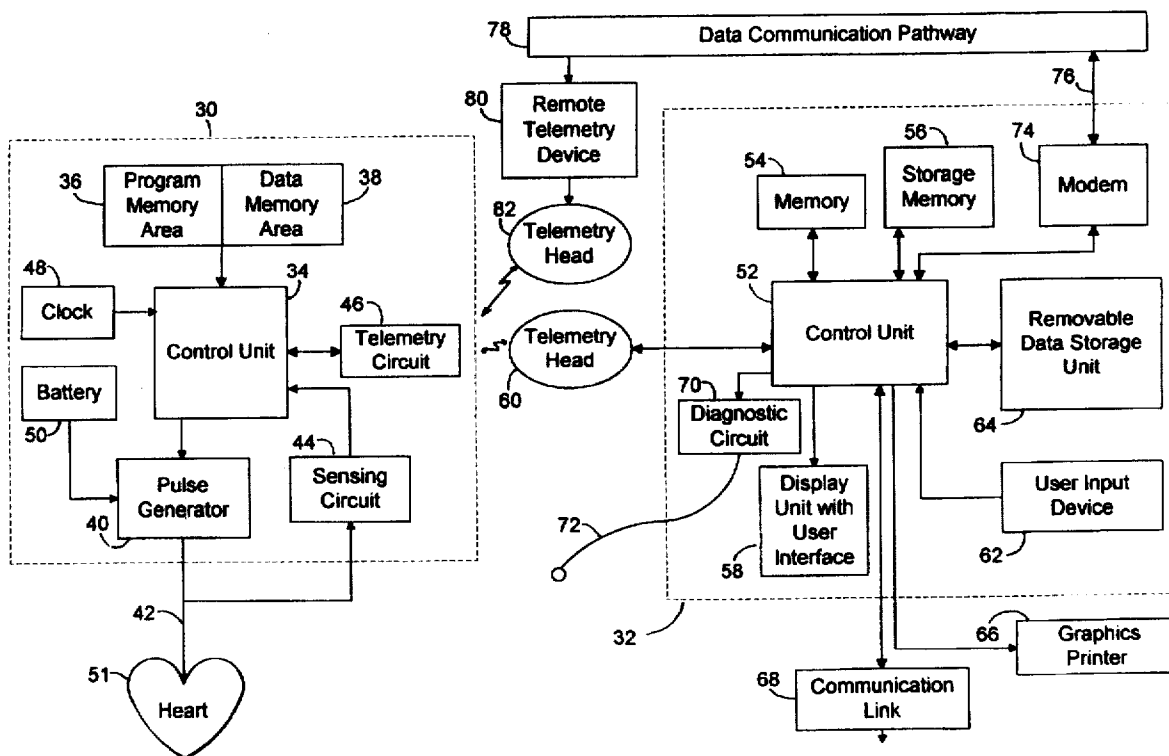 78
Data Communication Pathway
76
80
Remote
Telemetry
Device
30
36
Program
Memory
Area
Data
Memory
Area
38
82
Telemetry
Head
54
Memory
56
Storage
Memory
74
Modem
48
Clock
34
Control Unit
46
Telemetry
Circuit
Telemetry
Head
60
52
Control Unit
Removable
Data Storage
Unit
64
Battery
50
44
Sensing
Circuit
Pulse
Generator
40
70
Diagnostic
Circuit
72
Display
Unit with
User
Interface
58
User Input
Device
62
42
32
66
Graphics
Printer
51
Heart
68
Communication
Link